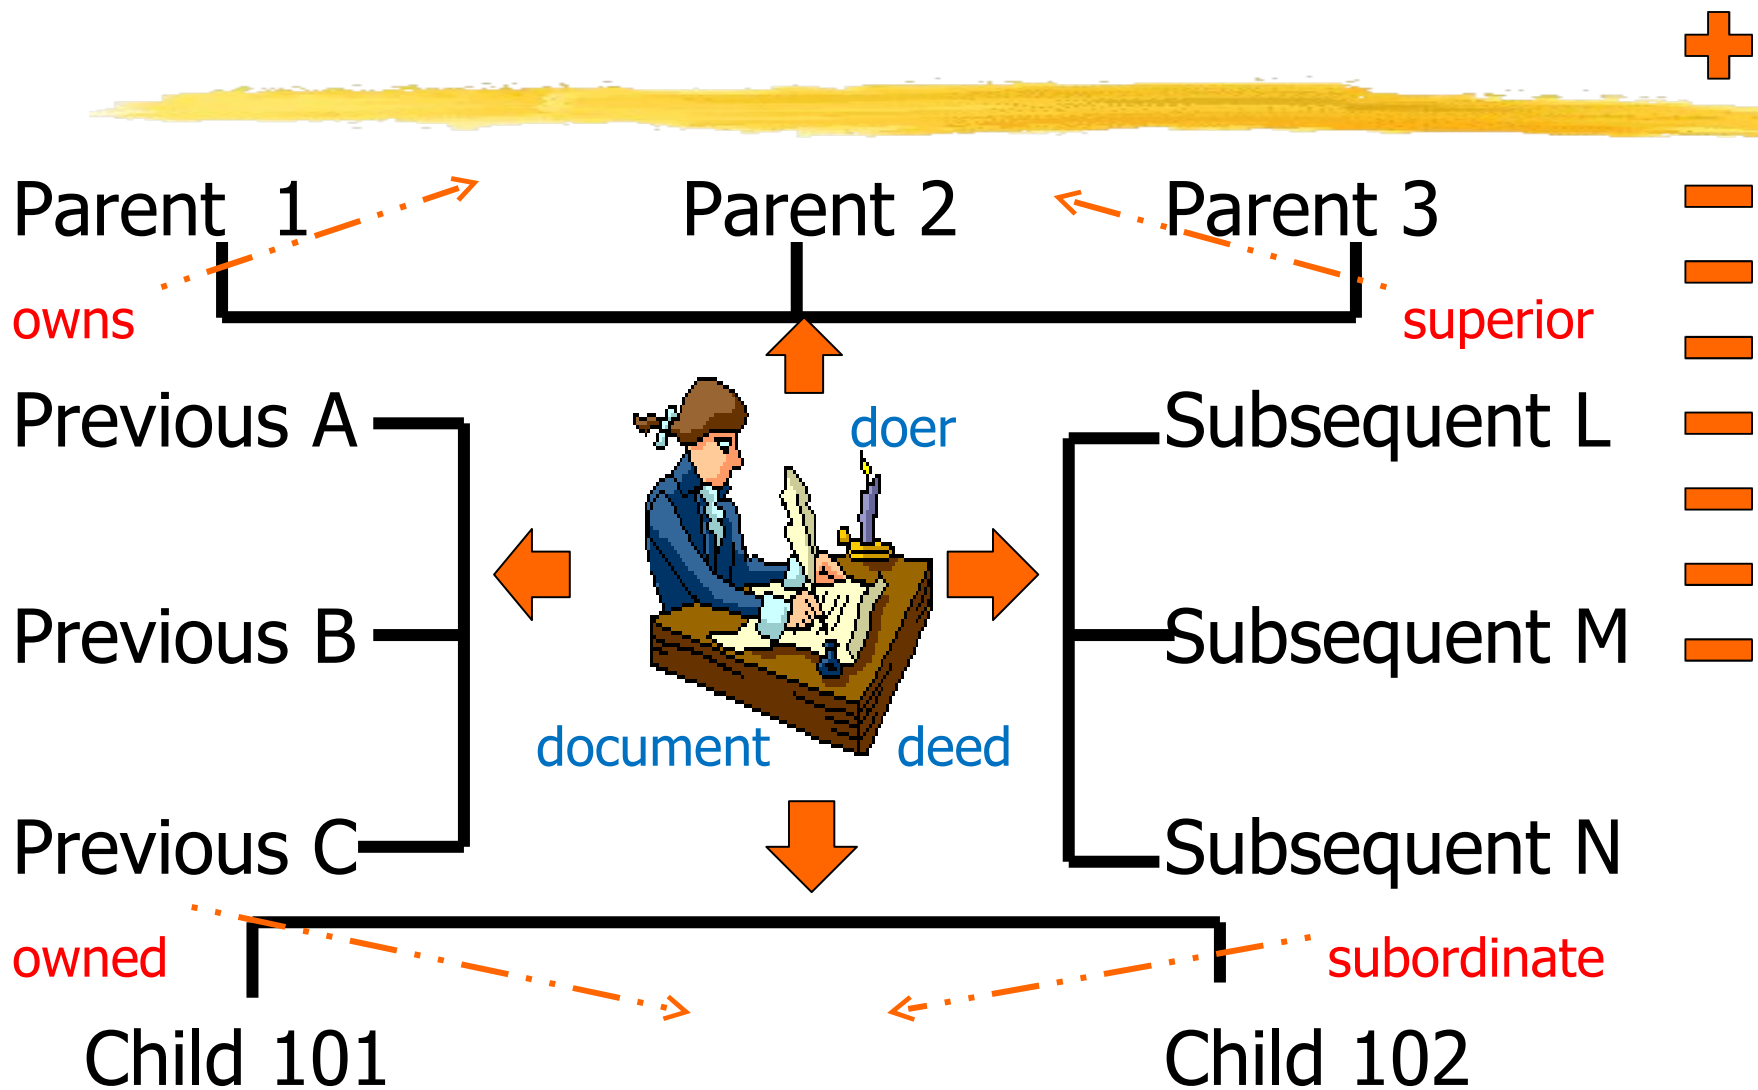 Parent 1 Parent 2 Parent 3
owns superior
Previous A doer Subsequent L
Previous B Subsequent M
document deed
Previous C Subsequent N
owned subordinate
Child 101 Child 102